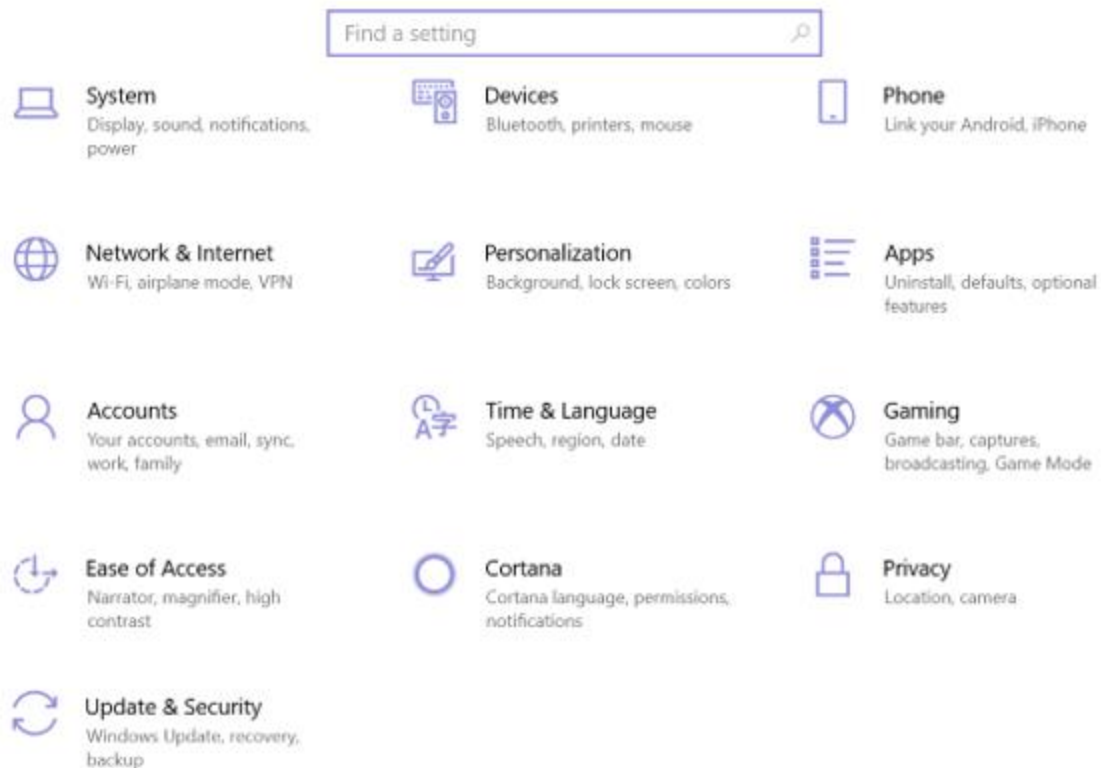 Find a setting
System
Display, sound, notifications,
power
Devices
Bluetooth, printers, mouse
Phone
Link your Android, iPhone
Network & Internet
Wi-Fi, airplane mode, VPN
Personalization
Background, lock screen, colors
Apps
Uninstall, defaults, optional
features
Accounts
Your accounts, email, sync,
work, family
Time & Language
Speech, region, date
Gaming
Game bar, captures,
broadcasting, Game Mode
Ease of Access
Narrator, magnifier, high
contrast
Cortana
Cortana language, permissions,
notifications
Privacy
Location, camera
Update & Security
Windows Update, recovery,
backup